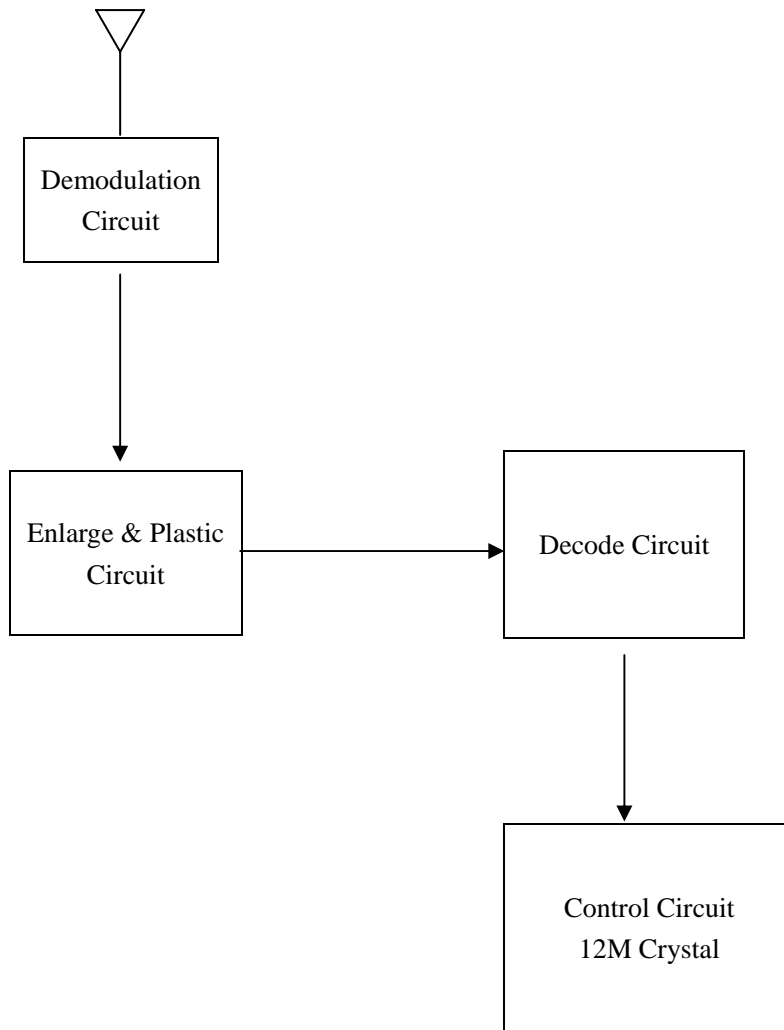 Demodulation
Circuit
Enlarge & Plastic
Circuit
Decode Circuit
Control Circuit
12M Crystal